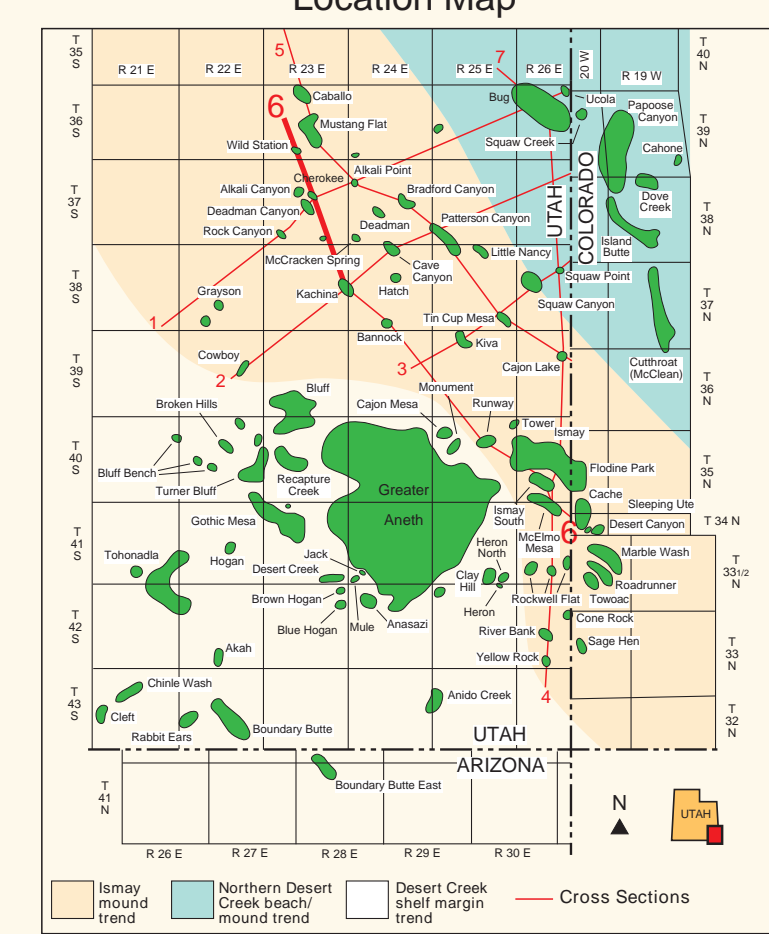 Location Map
T
35
S
R 21 E
R 22 E
5
R 23 E
R 24 E
7
R 25 E
R 26 E
20 W
R 19 W
T
40
N
T
36
S
6
Caballo
Mustang Flat
Bug
Ucola
Papoose
Canyon
T
39
N
Wild Station
Squaw Creek
Cahone
T
37
S
Cherokee
Alkali Point
Alkali Canyon
Bradford Canyon
Deadman Canyon
Deadman
Patterson Canyon
Rock Canyon
UTAH
COLORADO
Dove
Creek
T
38
N
Island
Butte
McCracken Spring
Cave
Canyon
Little Nancy
T
38
S
Grayson
Kachina
Hatch
Squaw Point
Squaw Canyon
T
37
N
1
Bannock
Tin Cup Mesa
Kiva
T
39
S
Cowboy
2
3
Cajon Lake
Cutthroat
(McClean)
T
36
N
Bluff
Monument
Broken Hills
Cajon Mesa
Runway
Tower
Ismay
T
40
S
Bluff Bench
Turner Bluff
Recapture
Creek
Greater
Aneth
Flodine Park
T
35
N
Cache
Sleeping Ute
T 34 N
T
41
S
Gothic Mesa
Ismay
South
McElmo
Mesa
6
Desert Canyon
Tohonadla
Hogan
Jack
Desert Creek
Heron
North
Marble Wash
T
33 1/2
N
Clay
Hill
Roadrunner
Brown Hogan
Heron
Rockwell Flat
Towoac
T
42
S
Blue Hogan
Mule
Anasazi
Cone Rock
River Bank
Sage Hen
T
33
N
Akah
Yellow Rock
T
43
S
Chinle Wash
Cleft
Rabbit Ears
Boundary Butte
Anido Creek
4
T
32
N
UTAH
ARIZONA
T
41
N
Boundary Butte East
N
UTAH
R 26 E
R 27 E
R 28 E
R 29 E
R 30 E
Ismay
mound
trend
Northern Desert
Creek beach/
mound trend
Desert Creek
shelf margin
trend
Cross Sections